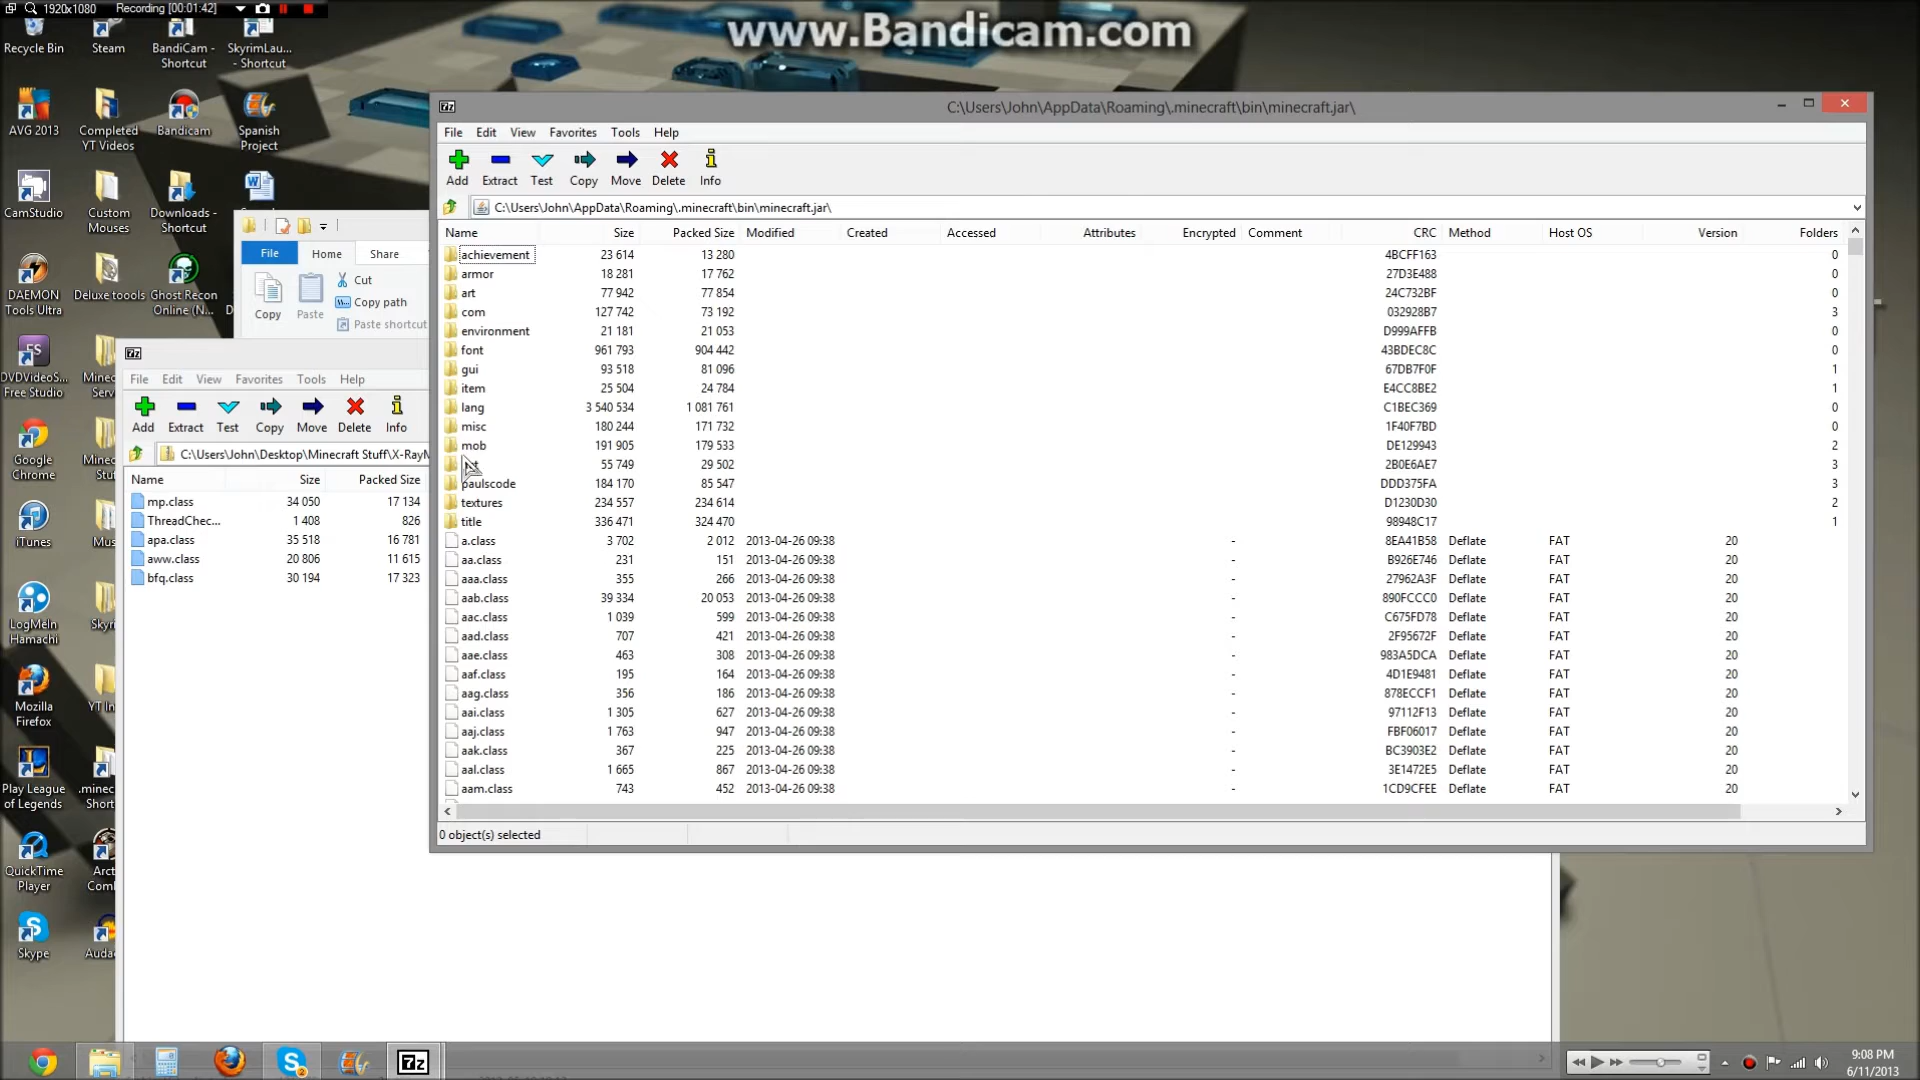 1920x1080 Recording [00:01:42]
www.Bandicam.com
Recycle Bin
Steam
BandiCam - Shortcut
SkyrimLau... - Shortcut
AVG 2013
Completed YT Videos
Bandicam
Spanish Project
CamStudio
Custom Mouses
Downloads - Shortcut
DAEMON Tools Ultra
Deluxe toools
Ghost Recon Online (N...
DVDVideoS... Free Studio
Google Chrome
iTunes
LogMeIn Hamachi
Mozilla Firefox
Play League of Legends
QuickTime Player
Skype
File Home Share
Copy Paste
Cut
Copy path
Paste shortcut
File Edit View Favorites Tools Help
Add Extract Test Copy Move Delete Info
C:\Users\John\Desktop\Minecraft Stuff\X-RayM
Name Size Packed Size
mp.class 34 050 17 134
ThreadChec... 1 408 826
apa.class 35 518 16 781
aww.class 20 806 11 615
bfq.class 30 194 17 323
C:\Users\John\AppData\Roaming\.minecraft\bin\minecraft.jar\
File Edit View Favorites Tools Help
Add Extract Test Copy Move Delete Info
C:\Users\John\AppData\Roaming\.minecraft\bin\minecraft.jar\
Name Size Packed Size Modified Created Accessed Attributes Encrypted Comment CRC Method Host OS Version Folders
achievement 23 614 13 280 4BCFF163 0
armor 18 281 17 762 27D3E488 0
art 77 942 77 854 24C732BF 0
com 127 742 73 192 032928B7 3
environment 21 181 21 053 D999AFFB 0
font 961 793 904 442 43BDEC8C 0
gui 93 518 81 096 67DB7F0F 1
item 25 504 24 784 E4CC8BE2 1
lang 3 540 534 1 081 761 C1BEC369 0
misc 180 244 171 732 1F40F7BD 0
mob 191 905 179 533 DE129943 2
55 749 29 502 2B0E6AE7 3
paulscode 184 170 85 547 DDD375FA 3
textures 234 557 234 614 D1230D30 2
title 336 471 324 470 98948C17 1
a.class 3 702 2 012 2013-04-26 09:38 - 8EA41B58 Deflate FAT 20
aa.class 231 151 2013-04-26 09:38 - B926E746 Deflate FAT 20
aaa.class 355 266 2013-04-26 09:38 - 27962A3F Deflate FAT 20
aab.class 39 334 20 053 2013-04-26 09:38 - 890FCCC0 Deflate FAT 20
aac.class 1 039 599 2013-04-26 09:38 - C675FD78 Deflate FAT 20
aad.class 707 421 2013-04-26 09:38 - 2F95672F Deflate FAT 20
aae.class 463 308 2013-04-26 09:38 - 983A5DCA Deflate FAT 20
aaf.class 195 164 2013-04-26 09:38 - 4D1E9481 Deflate FAT 20
aag.class 356 186 2013-04-26 09:38 - 878ECCF1 Deflate FAT 20
aai.class 1 305 627 2013-04-26 09:38 - 97112F13 Deflate FAT 20
aaj.class 1 763 947 2013-04-26 09:38 - FBF06017 Deflate FAT 20
aak.class 367 225 2013-04-26 09:38 - BC3903E2 Deflate FAT 20
aal.class 1 665 867 2013-04-26 09:38 - 3E1472E5 Deflate FAT 20
aam.class 743 452 2013-04-26 09:38 - 1CD9CFEE Deflate FAT 20
0 object(s) selected
9:08 PM
6/11/2013